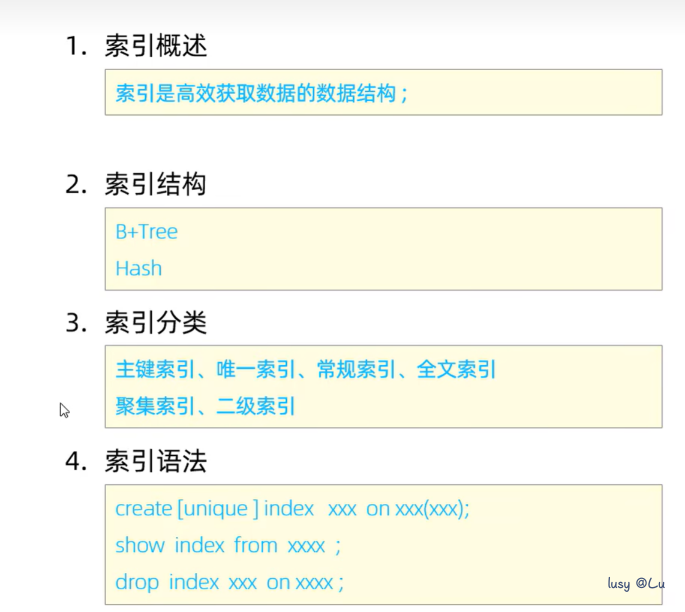 1. 索引概述
索引是高效获取数据的数据结构 ;
2. 索引结构
B+Tree
Hash
3. 索引分类
主键索引、唯一索引、常规索引、全文索引
聚集索引、二级索引
4. 索引语法
create [unique ] index xxx on xxx(xxx);
show index from xxxx ;
drop index xxx on xxxx ;
lusy @Lu